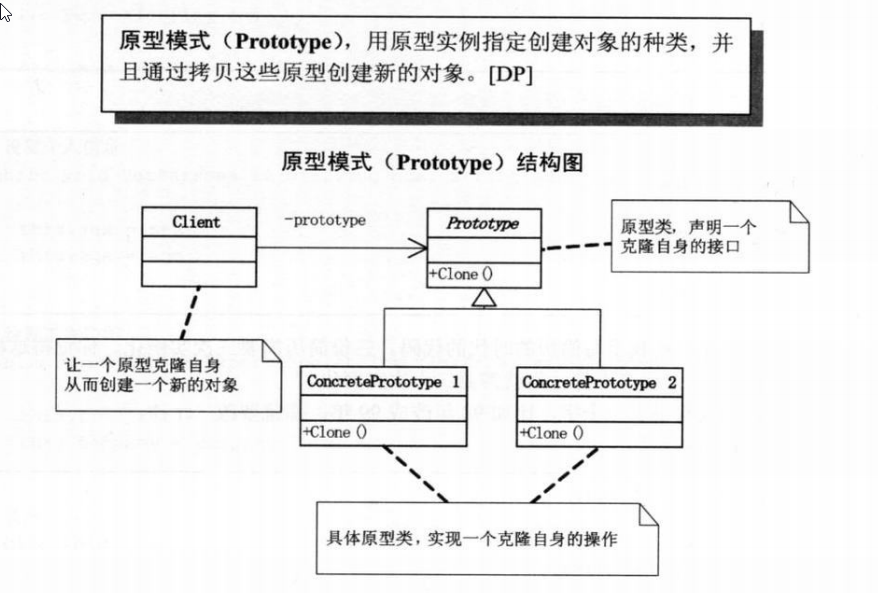 原型模式（Prototype），用原型实例指定创建对象的种类，并
且通过拷贝这些原型创建新的对象。[DP]
原型模式（Prototype）结构图
Client
-prototype
Prototype
+Clone()
原型类，声明一个
克隆自身的接口
让一个原型克隆自身
从而创建一个新的对象
ConcretePrototype 1
+Clone()
ConcretePrototype 2
+Clone()
具体原型类，实现一个克隆自身的操作